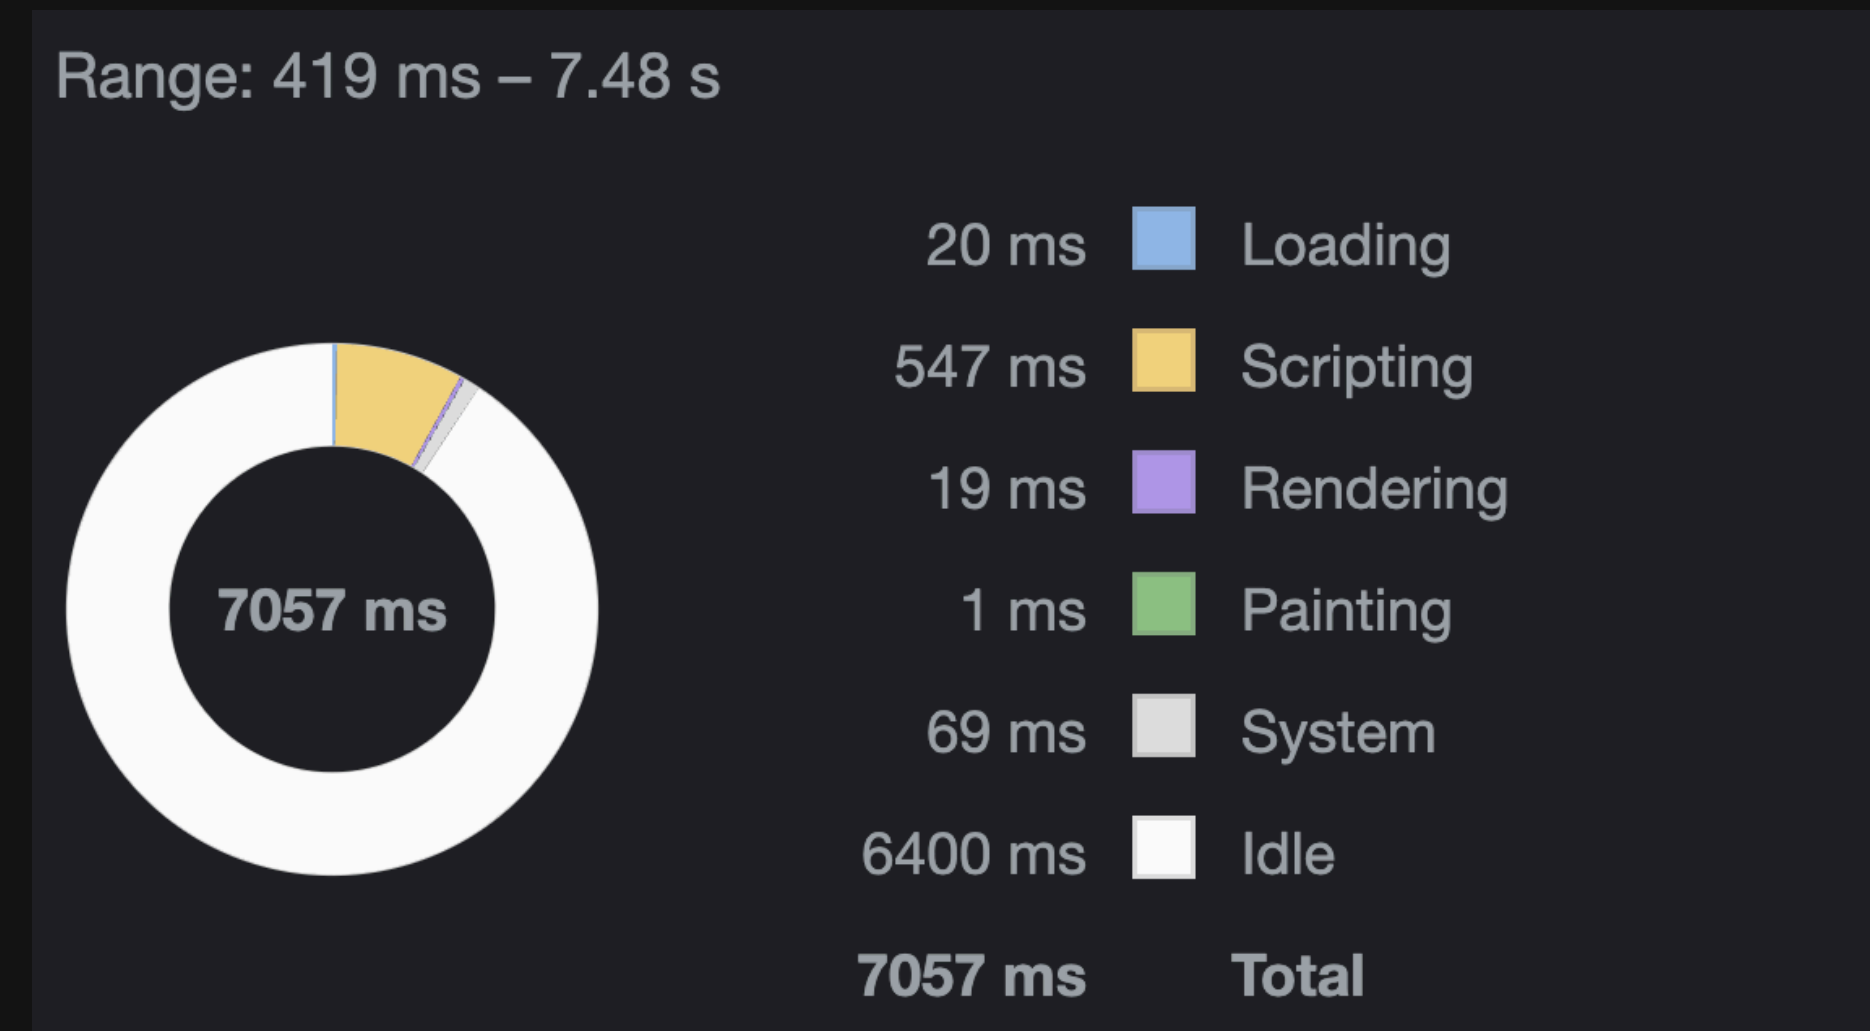 Range: 419 ms – 7.48 s
20 ms Loading
547 ms Scripting
19 ms Rendering
7057 ms
1 ms Painting
69 ms System
6400 ms Idle
7057 ms Total